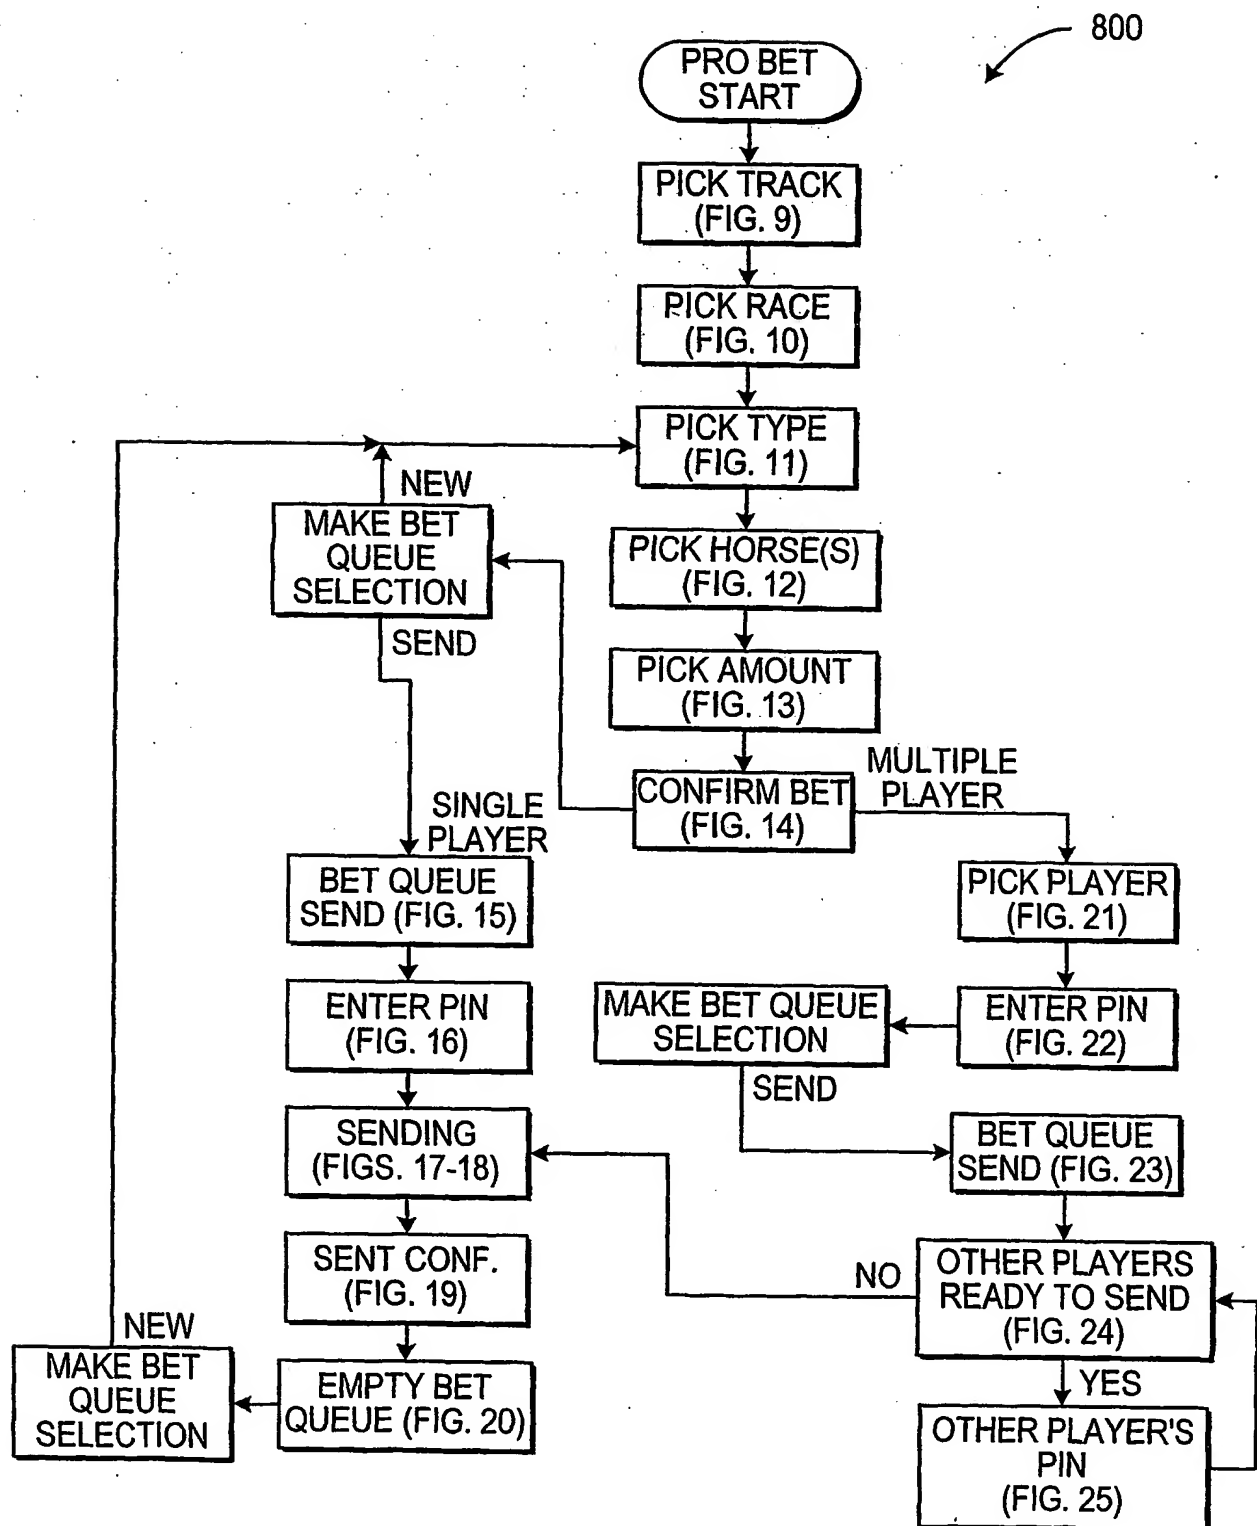 800
PRO BET
START
PICK TRACK
(FIG. 9)
PICK RACE
(FIG. 10)
PICK TYPE
(FIG. 11)
NEW
MAKE BET
QUEUE
SELECTION
PICK HORSE(S)
(FIG. 12)
SEND
PICK AMOUNT
(FIG. 13)
CONFIRM BET
(FIG. 14)
MULTIPLE
PLAYER
SINGLE
PLAYER
BET QUEUE
SEND (FIG. 15)
PICK PLAYER
(FIG. 21)
ENTER PIN
(FIG. 16)
MAKE BET QUEUE
SELECTION
ENTER PIN
(FIG. 22)
SEND
SENDING
(FIGS. 17-18)
BET QUEUE
SEND (FIG. 23)
SENT CONF.
(FIG. 19)
NO
OTHER PLAYERS
READY TO SEND
(FIG. 24)
NEW
MAKE BET
QUEUE
SELECTION
EMPTY BET
QUEUE (FIG. 20)
YES
OTHER PLAYER'S
PIN
(FIG. 25)